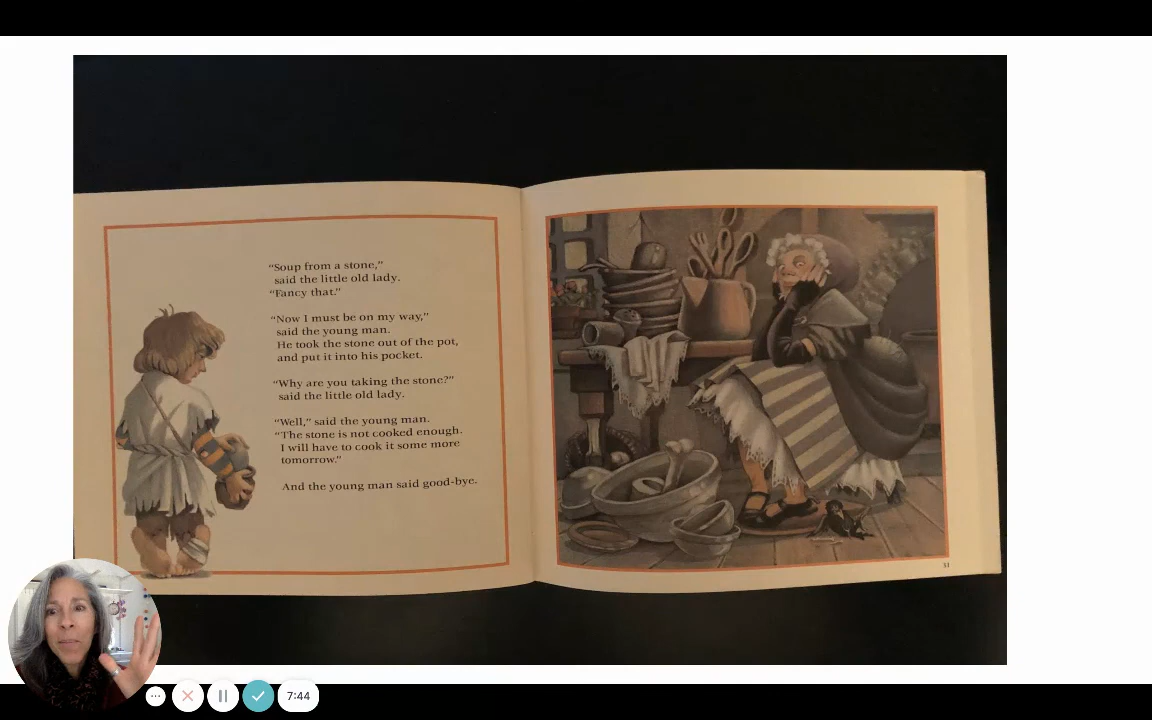 “Soup from a stone,”
said the little old lady.
“Fancy that.”
“Now I must be on my way,”
said the young man.
He took the stone out of the pot,
and put it into his pocket.
“Why are you taking the stone?”
said the little old lady.
“Well,” said the young man.
“The stone is not cooked enough.
I will have to cook it some more
tomorrow.”
And the young man said good-bye.
31
7:44